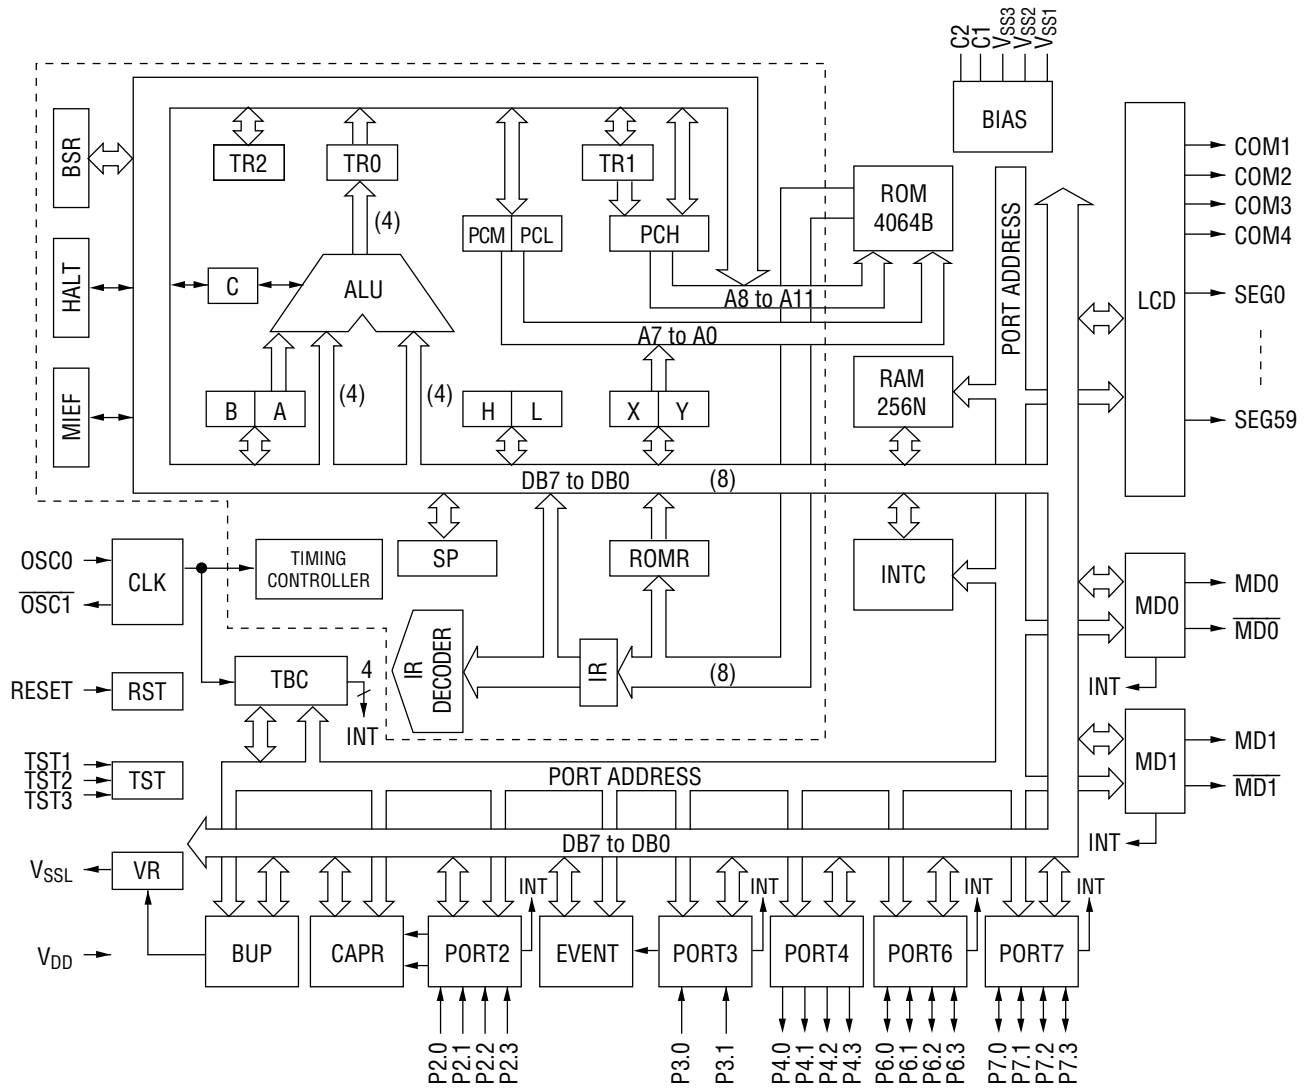 C2
C1
VSS3
VSS2
VSS1
BIAS
BSR
HALT
MIEF
TR2
TR0
TR1
(4)
PCM
PCL
PCH
ROM
4064B
C
ALU
A8 to A11
A7 to A0
PORT ADDRESS
LCD
COM1
COM2
COM3
COM4
SEG0
SEG59
B
A
(4)
(4)
H
L
X
Y
RAM
256N
DB7 to DB0
(8)
OSC0
OSC1
CLK
TIMING
CONTROLLER
SP
ROMR
INTC
MD0
MD0
MD0
INT
IR
DECODER
IR
(8)
RESET
RST
TBC
4
INT
TST1
TST2
TST3
TST
PORT ADDRESS
MD1
MD1
MD1
INT
DB7 to DB0
VSSL
VR
VDD
BUP
CAPR
PORT2
INT
EVENT
PORT3
INT
PORT4
PORT6
INT
PORT7
INT
P2.0
P2.1
P2.2
P2.3
P3.0
P3.1
P4.0
P4.1
P4.2
P4.3
P6.0
P6.1
P6.2
P6.3
P7.0
P7.1
P7.2
P7.3